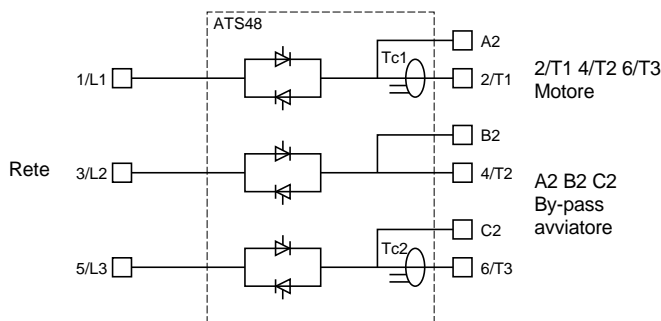 ATS48
A2
Tc1
1/L1
2/T1
2/T1 4/T2 6/T3
Motore
B2
Rete
3/L2
4/T2
A2 B2 C2
By-pass
avviatore
C2
Tc2
5/L3
6/T3